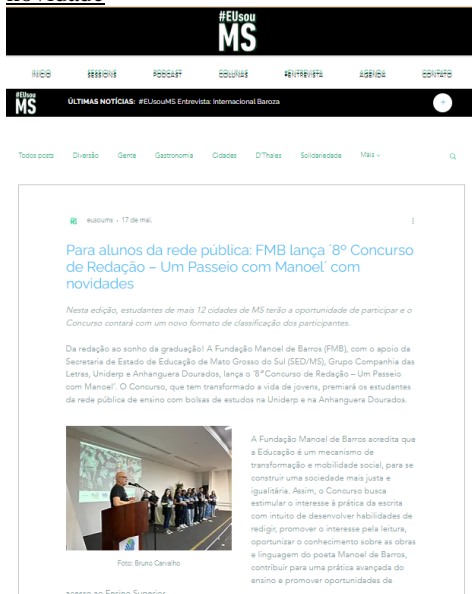 novidade
#EUsou
MS
INÍCIO SESSIONS PODCAST COLUNAS #ENTREVISTA AGENDA CONTATO
#EUsou
MS
ÚLTIMAS NOTÍCIAS: #EUsouMS Entrevista: Internacional Baroza
+
Todos posts Diversão Gente Gastronomia Cidades D'Thales Solidariedade Mais
eusoums · 17 de mai.
Para alunos da rede pública: FMB lança ´8º Concurso
de Redação – Um Passeio com Manoel´ com
novidades
Nesta edição, estudantes de mais 12 cidades de MS terão a oportunidade de participar e o
Concurso contará com um novo formato de classificação dos participantes.
Da redação ao sonho da graduação! A Fundação Manoel de Barros (FMB), com o apoio da
Secretaria de Estado de Educação de Mato Grosso do Sul (SED/MS), Grupo Companhia das
Letras, Uniderp e Anhanguera Dourados, lança o ´8ºConcurso de Redação – Um Passeio
com Manoel´. O Concurso, que tem transformado a vida de jovens, premiará os estudantes
da rede pública de ensino com bolsas de estudos na Uniderp e na Anhanguera Dourados.
A Fundação Manoel de Barros acredita que
a Educação é um mecanismo de
transformação e mobilidade social, para se
construir uma sociedade mais justa e
igualitária. Assim, o Concurso busca
estimular o interesse à prática da escrita
com intuito de desenvolver habilidades de
redigir, promover o interesse pela leitura,
oportunizar o conhecimento sobre as obras
e linguagem do poeta Manoel de Barros,
contribuir para uma prática avançada do
ensino e promover oportunidades de
Foto: Bruno Carvalho
acesso ao Ensino Superior.